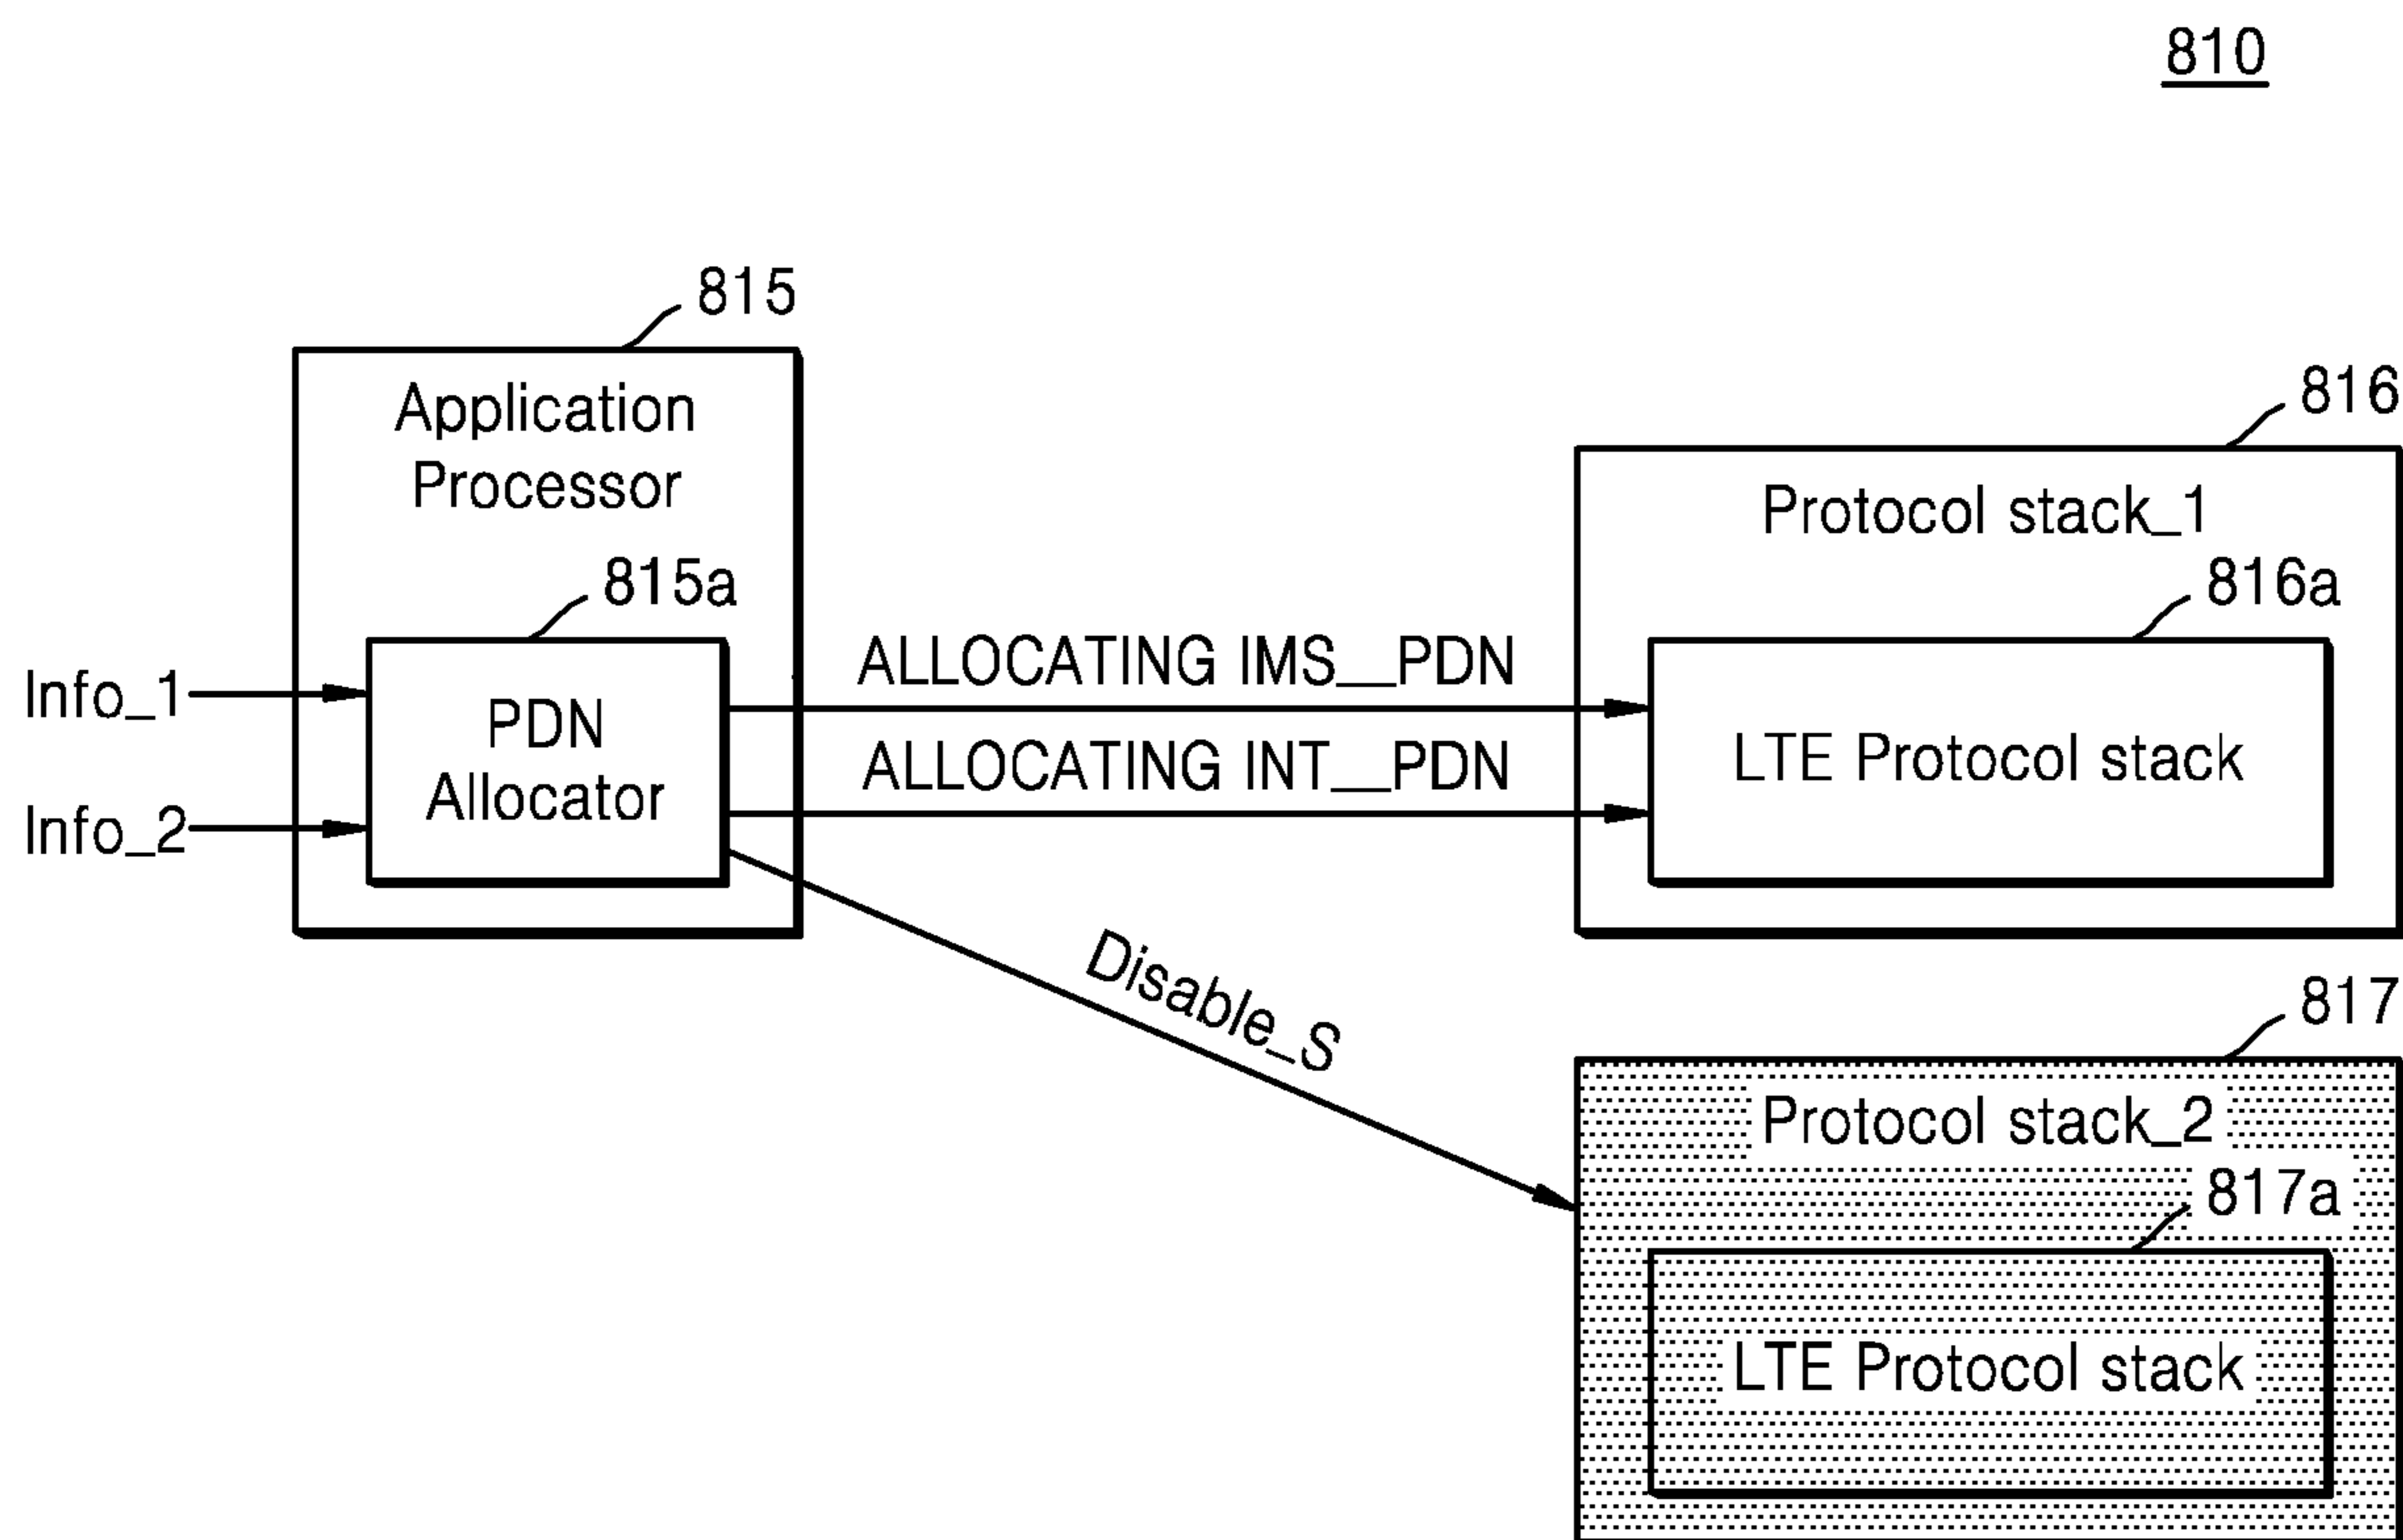 810
815
Application
Processor
815a
Info_1
Info_2
PDN
Allocator
ALLOCATING IMS__PDN
ALLOCATING INT__PDN
Disable_S
816
Protocol stack_1
816a
LTE Protocol stack
817
Protocol stack_2
817a
LTE Protocol stack